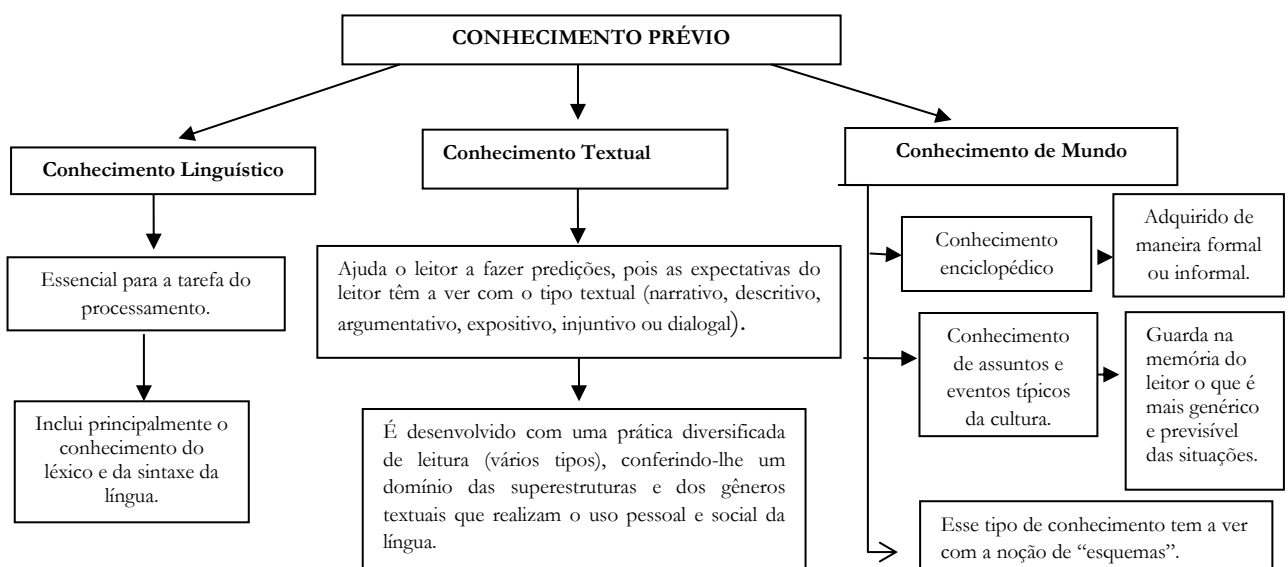 CONHECIMENTO PRÉVIO
Conhecimento Linguístico
Essencial para a tarefa do
processamento.
Inclui principalmente o
conhecimento do
léxico e da sintaxe da
língua.
Conhecimento Textual
Ajuda o leitor a fazer predições, pois as expectativas do
leitor têm a ver com o tipo textual (narrativo, descritivo,
argumentativo, expositivo, injuntivo ou dialogal).
É desenvolvido com uma prática diversificada
de leitura (vários tipos), conferindo-lhe um
domínio das superestruturas e dos gêneros
textuais que realizam o uso pessoal e social da
língua.
Conhecimento de Mundo
Conhecimento
enciclopédico
Adquirido de
maneira formal
ou informal.
Conhecimento
de assuntos e
eventos típicos
da cultura.
Guarda na
memória do
leitor o que é
mais genérico
e previsível
das situações.
Esse tipo de conhecimento tem a ver
com a noção de “esquemas”.